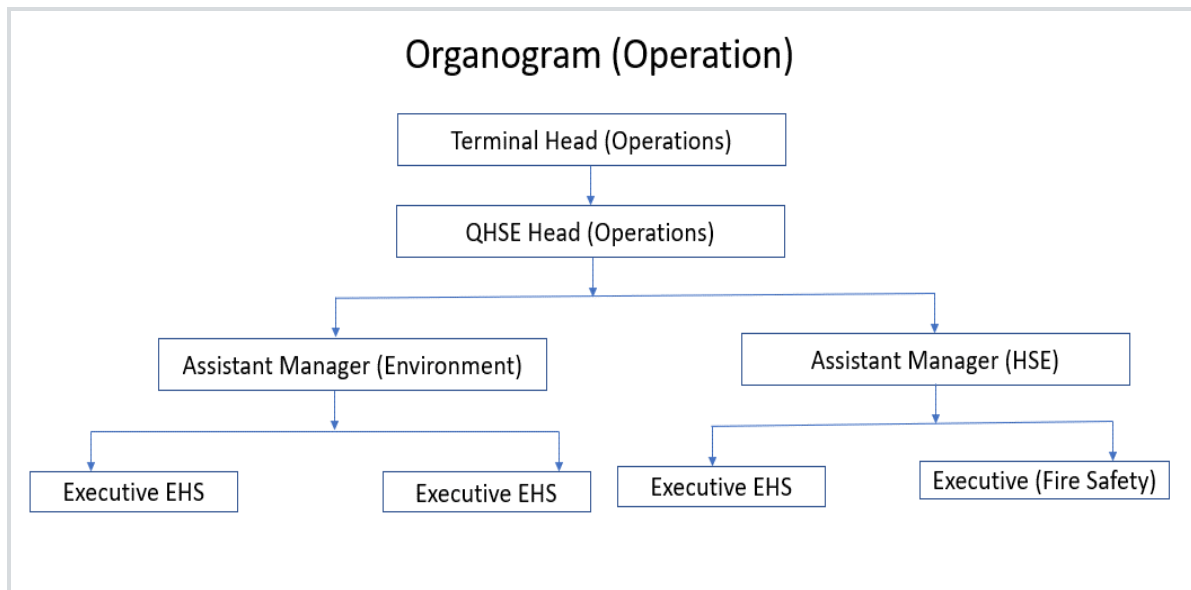 Organogram (Operation)
Terminal Head (Operations)
QHSE Head (Operations)
Assistant Manager (Environment)
Assistant Manager (HSE)
Executive EHS
Executive EHS
Executive EHS
Executive (Fire Safety)